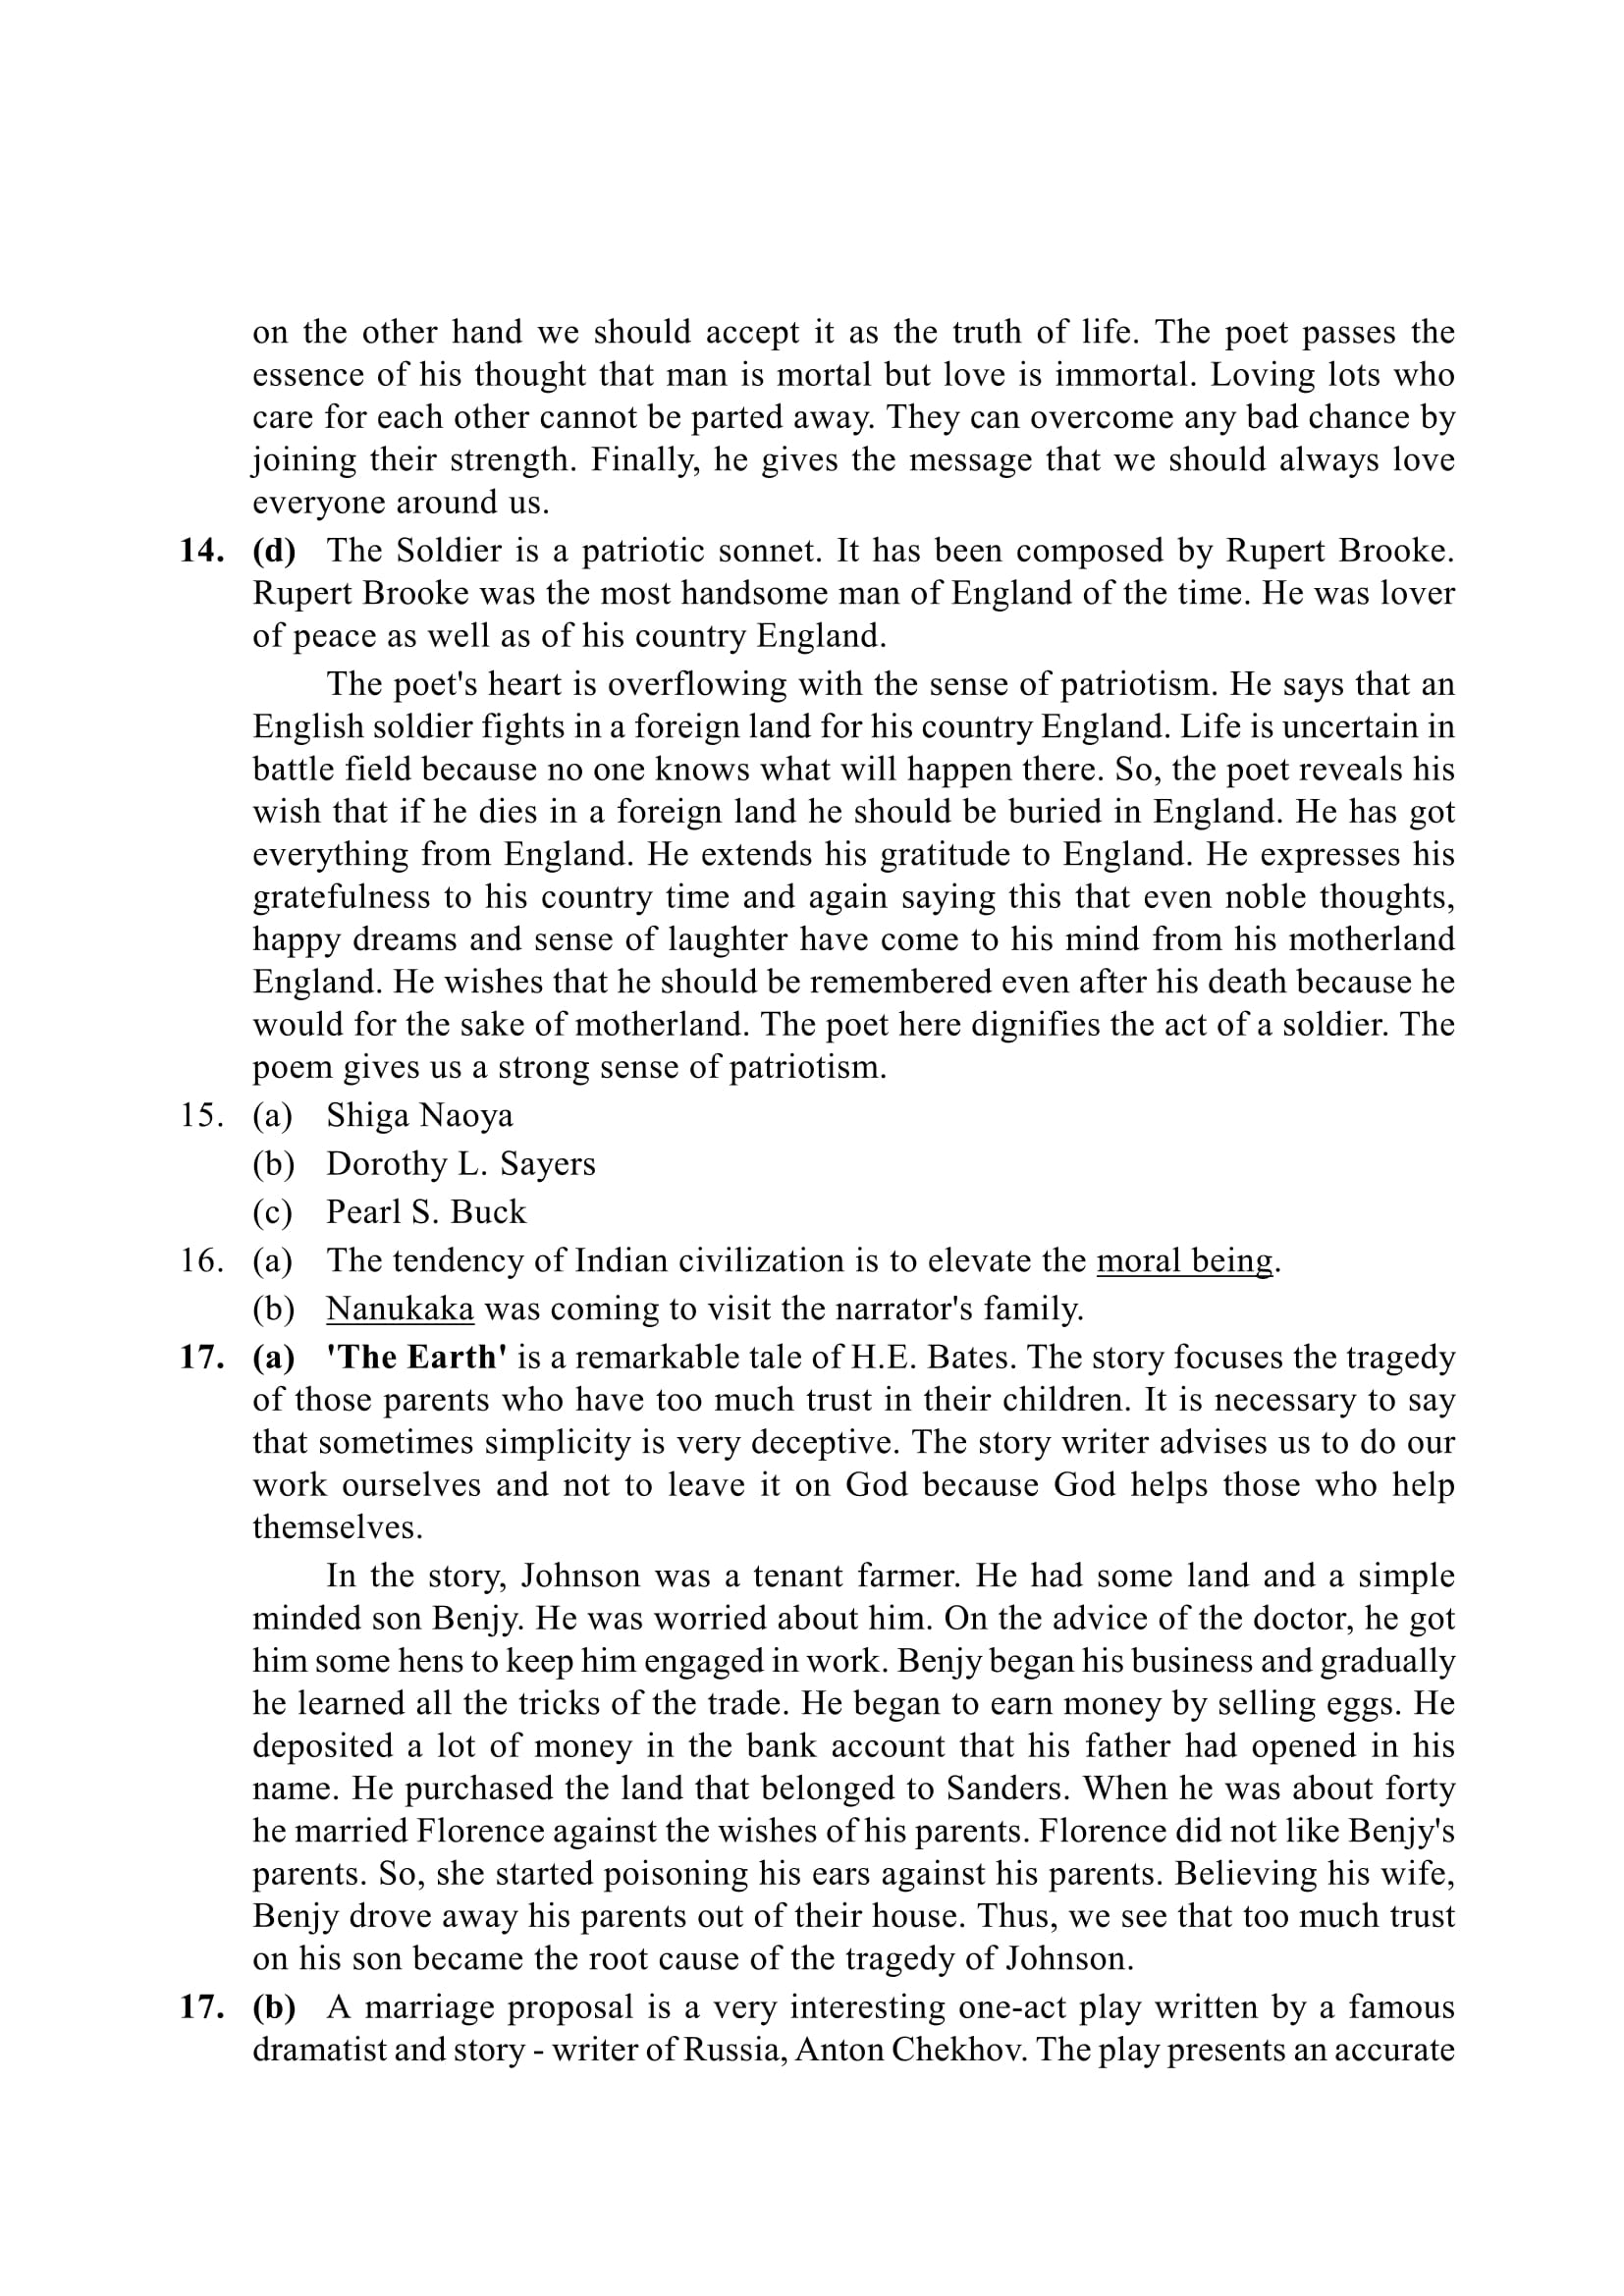 on the other hand we should accept it as the truth of life. The poet passes the
essence of his thought that man is mortal but love is immortal. Loving lots who
care for each other cannot be parted away. They can overcome any bad chance by
joining their strength. Finally, he gives the message that we should always love
everyone around us.
14. (d) The Soldier is a patriotic sonnet. It has been composed by Rupert Brooke.
Rupert Brooke was the most handsome man of England of the time. He was lover
of peace as well as of his country England.
The poet's heart is overflowing with the sense of patriotism. He says that an
English soldier fights in a foreign land for his country England. Life is uncertain in
battle field because no one knows what will happen there. So, the poet reveals his
wish that if he dies in a foreign land he should be buried in England. He has got
everything from England. He extends his gratitude to England. He expresses his
gratefulness to his country time and again saying this that even noble thoughts,
happy dreams and sense of laughter have come to his mind from his motherland
England. He wishes that he should be remembered even after his death because he
would for the sake of motherland. The poet here dignifies the act of a soldier. The
poem gives us a strong sense of patriotism.
15. (a) Shiga Naoya
(b) Dorothy L. Sayers
(c) Pearl S. Buck
16. (a) The tendency of Indian civilization is to elevate the moral being.
(b) Nanukaka was coming to visit the narrator's family.
17. (a) 'The Earth' is a remarkable tale of H.E. Bates. The story focuses the tragedy
of those parents who have too much trust in their children. It is necessary to say
that sometimes simplicity is very deceptive. The story writer advises us to do our
work ourselves and not to leave it on God because God helps those who help
themselves.
In the story, Johnson was a tenant farmer. He had some land and a simple
minded son Benjy. He was worried about him. On the advice of the doctor, he got
him some hens to keep him engaged in work. Benjy began his business and gradually
he learned all the tricks of the trade. He began to earn money by selling eggs. He
deposited a lot of money in the bank account that his father had opened in his
name. He purchased the land that belonged to Sanders. When he was about forty
he married Florence against the wishes of his parents. Florence did not like Benjy's
parents. So, she started poisoning his ears against his parents. Believing his wife,
Benjy drove away his parents out of their house. Thus, we see that too much trust
on his son became the root cause of the tragedy of Johnson.
17. (b) A marriage proposal is a very interesting one-act play written by a famous
dramatist and story - writer of Russia, Anton Chekhov. The play presents an accurate